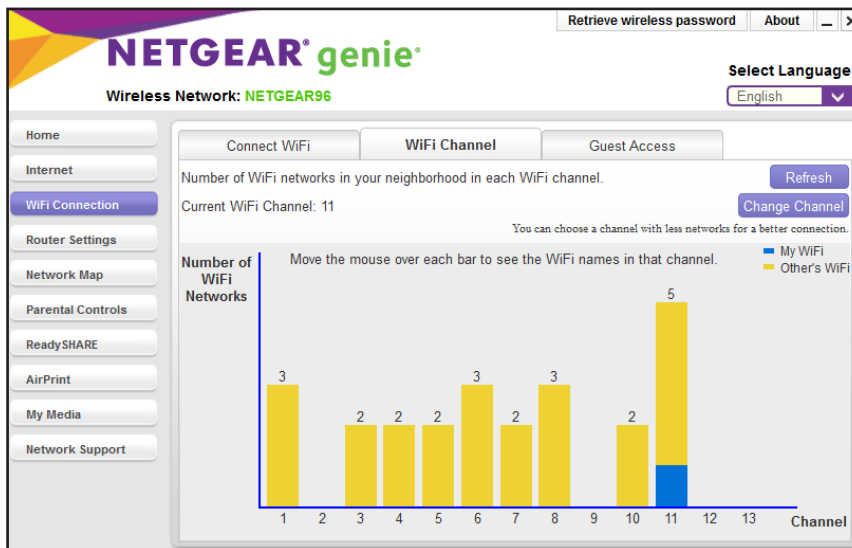 Retrieve wireless password About
NETGEAR® genie®
Select Language
Wireless Network: NETGEAR96
English
Home
Internet
WiFi Connection
Router Settings
Network Map
Parental Controls
ReadySHARE
AirPrint
My Media
Network Support
Connect WiFi WiFi Channel Guest Access
Number of WiFi networks in your neighborhood in each WiFi channel.
Refresh
Current WiFi Channel: 11
Change Channel
You can choose a channel with less networks for a better connection.
Number of
WiFi
Networks
Move the mouse over each bar to see the WiFi names in that channel.
My WiFi
Other's WiFi
3 2 2 2 3 2 3 2 5
1 2 3 4 5 6 7 8 9 10 11 12 13 Channel